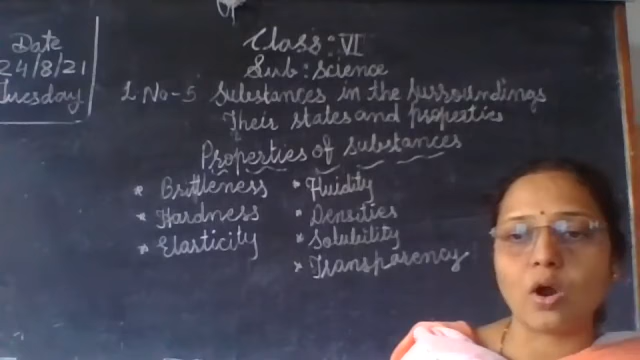 Date
24/8/21
Tuesday
Class: VI
Sub: Science
L No-5 Substances in the surroundings
Their states and properties
Properties of substances
* Brittleness
* Hardness
* Elasticity
* Fluidity
* Densities
* Solubility
* Transparency